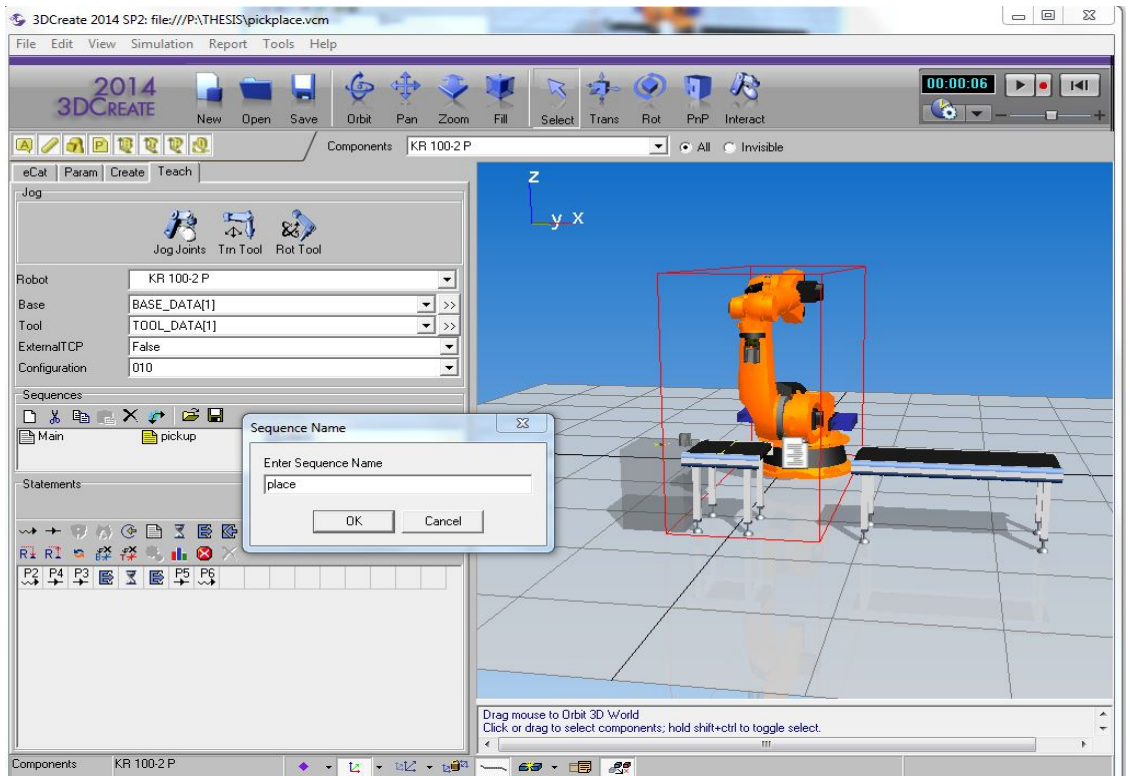 3DCreate 2014 SP2: file:///P:\THESIS\pickplace.vcm
File Edit View Simulation Report Tools Help
2014
3DCREATE
New Open Save Orbit Pan Zoom Fill Select Trans Rot PnP Interact
00:00:06
Components KR 100-2 P All Invisible
eCat Param Create Teach
Jog
Jog Joints Trn Tool Rot Tool
Robot KR 100-2 P
Base BASE_DATA[1] >>
Tool TOOL_DATA[1] >>
ExternalTCP False
Configuration 010
Sequences
Main pickup
Statements
P2 P4 P3 P5 P6
Sequence Name
Enter Sequence Name
place
OK Cancel
z
y x
Drag mouse to Orbit 3D World
Click or drag to select components; hold shift+ctrl to toggle select.
Components KR 100-2 P